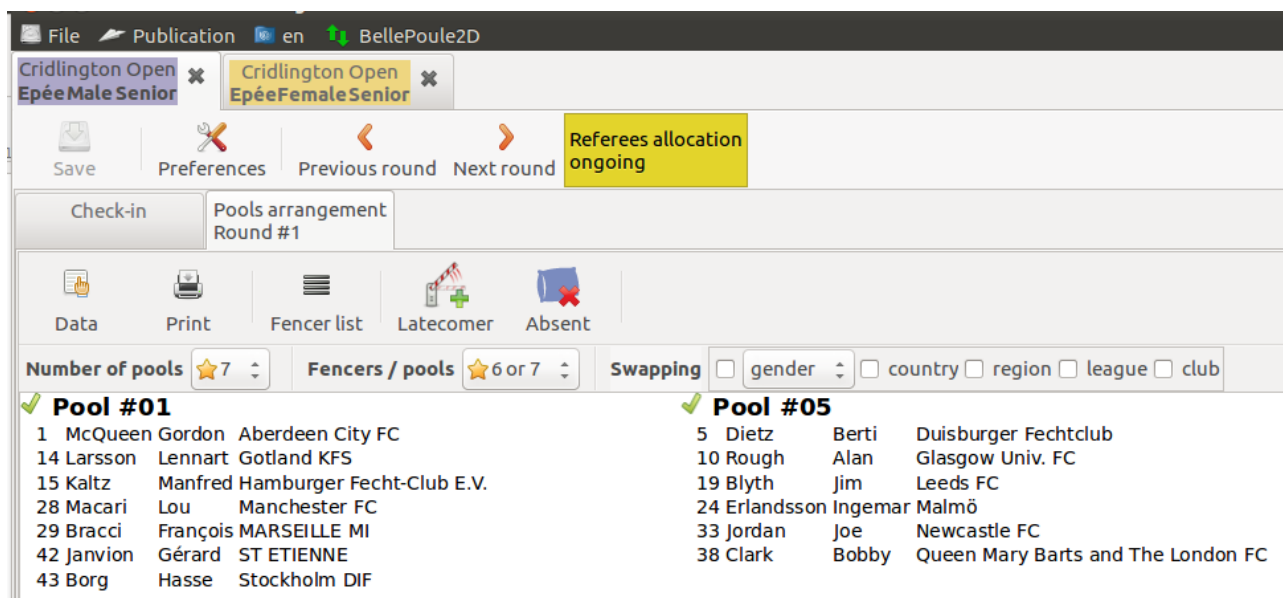 File Publication en BellePoule2D
Cridlington Open Cridlington Open
Epée Male Senior Epée Female Senior
Save Preferences Previous round Next round Referees allocation
ongoing
Check-in Pools arrangement
Round #1
Data Print Fencer list Latecomer Absent
Number of pools 7 Fencers / pools 6 or 7 Swapping gender country region league club
Pool #01
1 McQueen Gordon Aberdeen City FC
14 Larsson Lennart Gotland KFS
15 Kaltz Manfred Hamburger Fecht-Club E.V.
28 Macari Lou Manchester FC
29 Bracci François MARSEILLE MI
42 Janvion Gérard ST ETIENNE
43 Borg Hasse Stockholm DIF
Pool #05
5 Dietz Berti Duisburger Fechtclub
10 Rough Alan Glasgow Univ. FC
19 Blyth Jim Leeds FC
24 Erlandsson Ingemar Malmö
33 Jordan Joe Newcastle FC
38 Clark Bobby Queen Mary Barts and The London FC